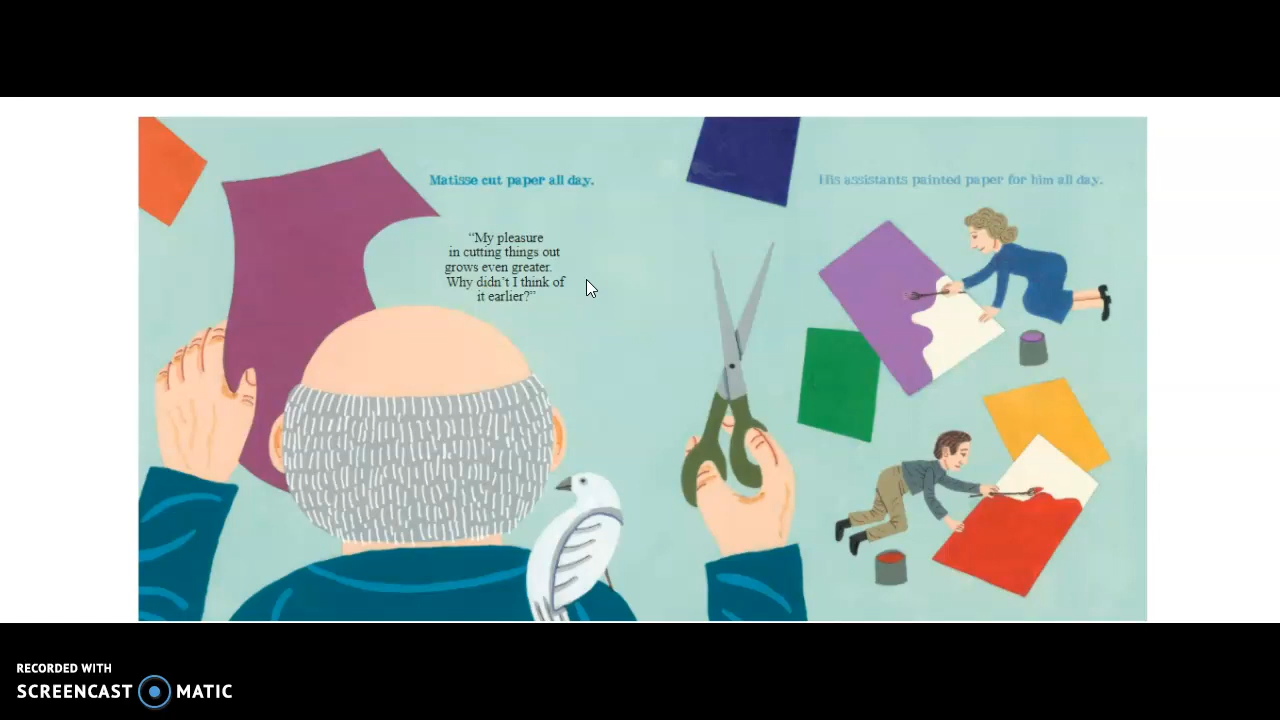 Matisse cut paper all day.
“My pleasure
in cutting things out
grows even greater.
Why didn’t I think of
it earlier?”
His assistants painted paper for him all day.
RECORDED WITH
SCREENCAST MATIC